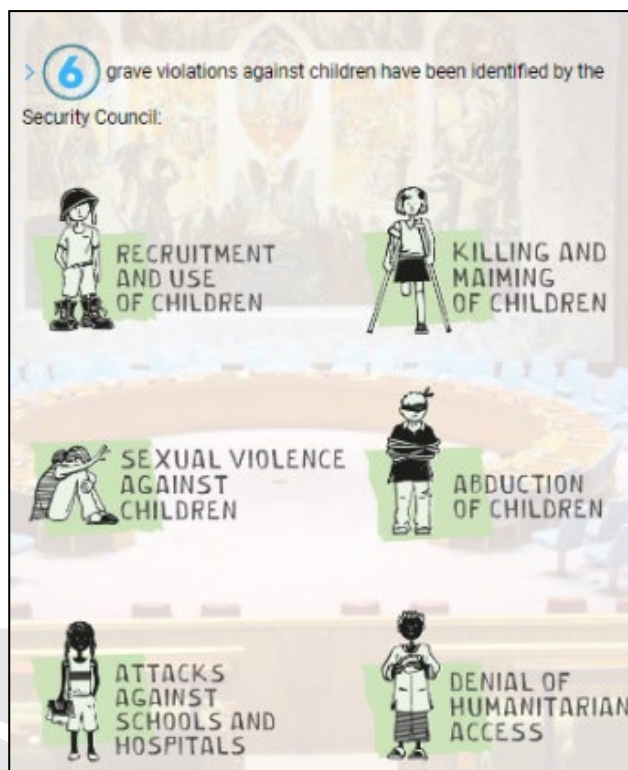 > 6 grave violations against children have been identified by the
Security Council:
RECRUITMENT
AND USE
OF CHILDREN
KILLING AND
MAIMING
OF CHILDREN
SEXUAL VIOLENCE
AGAINST
CHILDREN
ABDUCTION
OF CHILDREN
ATTACKS
AGAINST
SCHOOLS AND
HOSPITALS
DENIAL OF
HUMANITARIAN
ACCESS